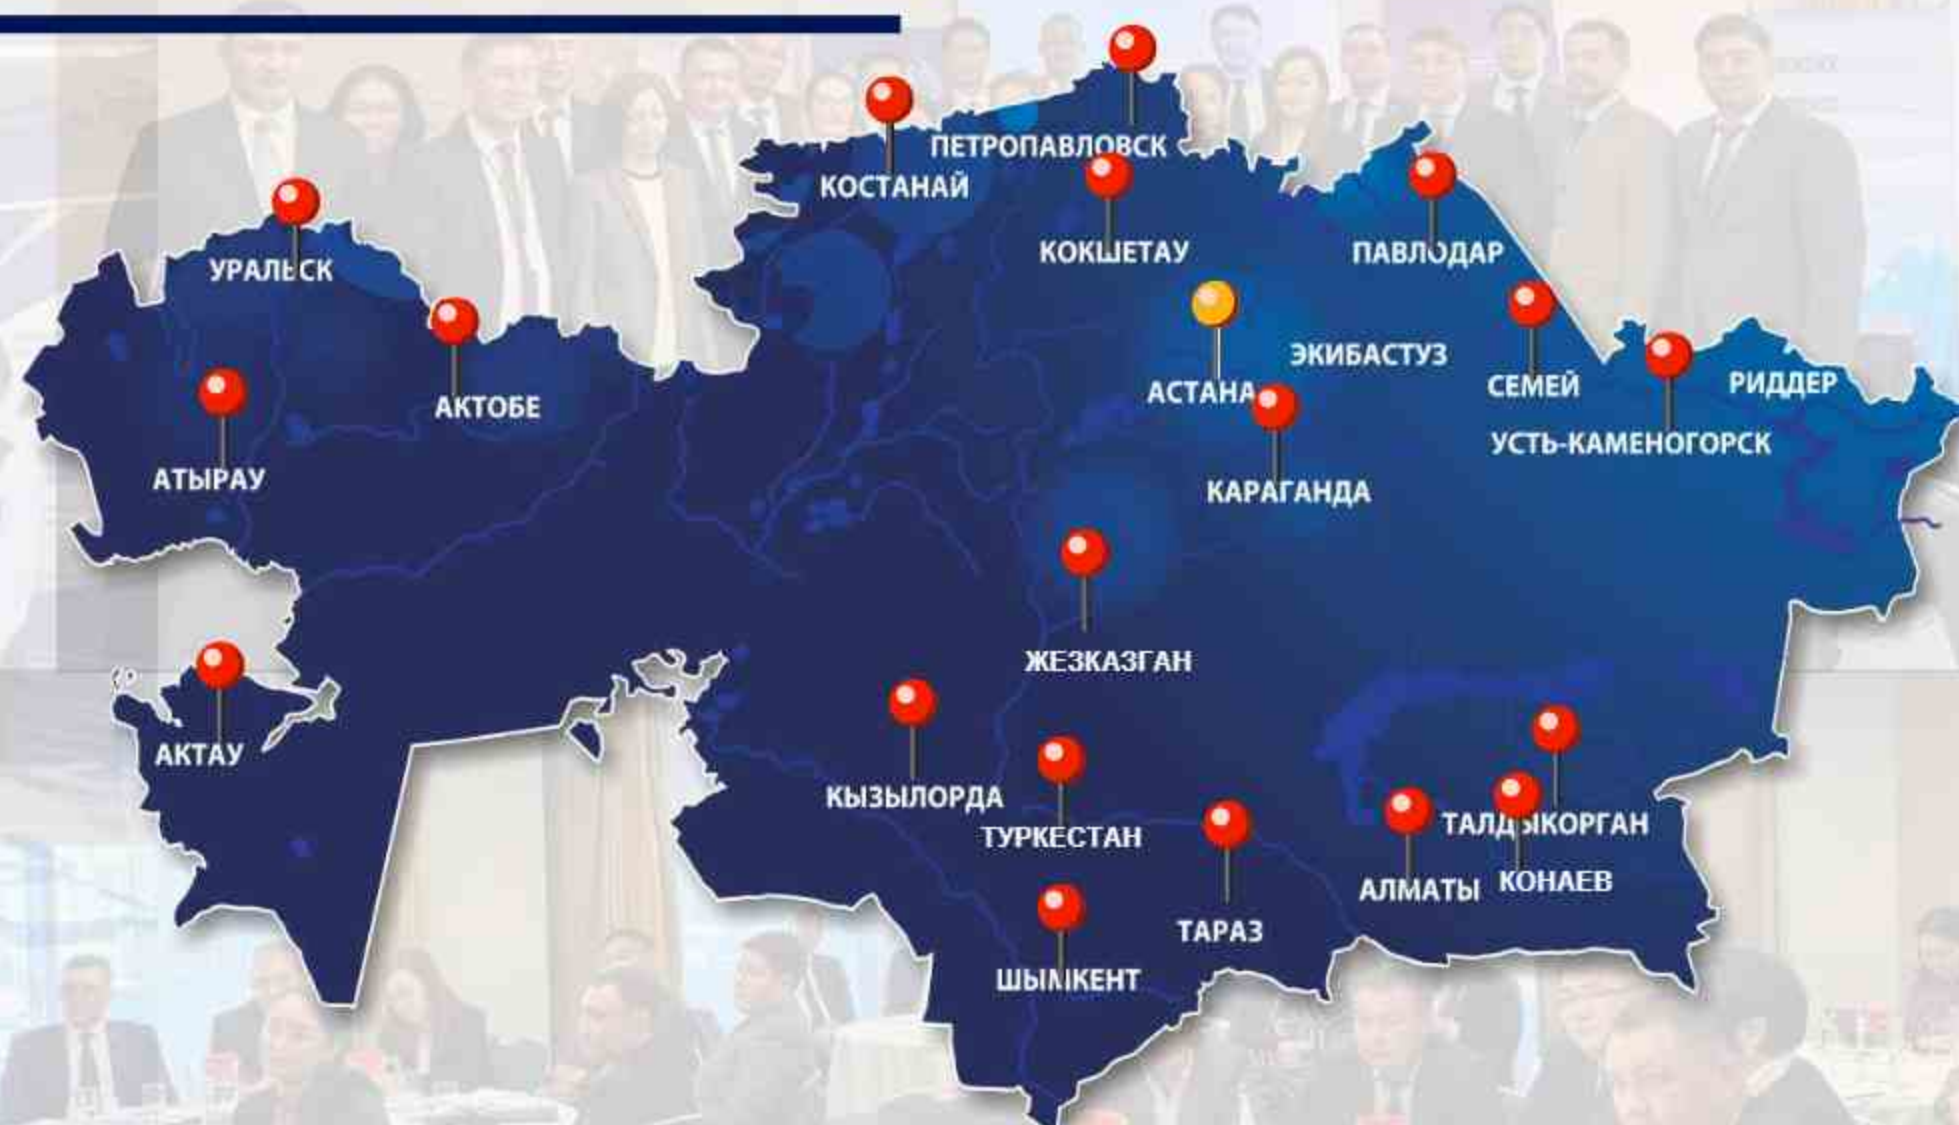 ПЕТРОПАВЛОВСК
КОСТАНАЙ
КОКШЕТАУ
ПАВЛОДАР
УРАЛЬСК
ЭКИБАСТУЗ
АСТАНА
СЕМЕЙ
РИДДЕР
АКТОБЕ
УСТЬ-КАМЕНОГОРСК
АТЫРАУ
КАРАГАНДА
ЖЕЗКАЗГАН
АКТАУ
КЫЗЫЛОРДА
ТУРКЕСТАН
ТАЛДЫКОРГАН
АЛМАТЫ
КОНАЕВ
ТАРАЗ
ШЫМКЕНТ